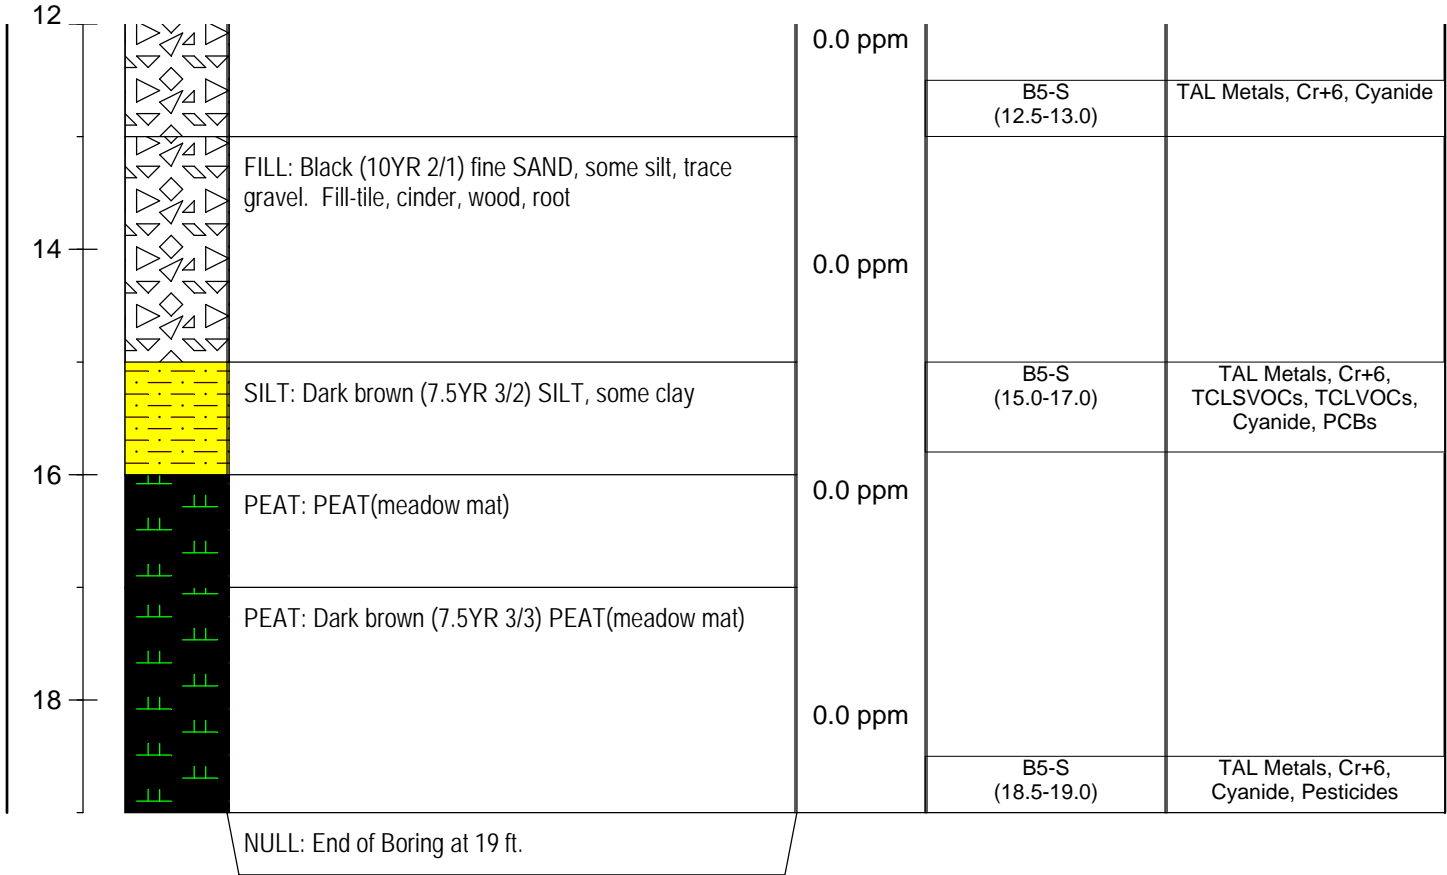 12
0.0 ppm
B5-S
(12.5-13.0)
TAL Metals, Cr+6, Cyanide
FILL: Black (10YR 2/1) fine SAND, some silt, trace
gravel.  Fill-tile, cinder, wood, root
14
0.0 ppm
SILT: Dark brown (7.5YR 3/2) SILT, some clay
B5-S
(15.0-17.0)
TAL Metals, Cr+6,
TCLSVOCs, TCLVOCs,
Cyanide, PCBs
16
0.0 ppm
PEAT: PEAT(meadow mat)
PEAT: Dark brown (7.5YR 3/3) PEAT(meadow mat)
18
0.0 ppm
B5-S
(18.5-19.0)
TAL Metals, Cr+6,
Cyanide, Pesticides
NULL: End of Boring at 19 ft.